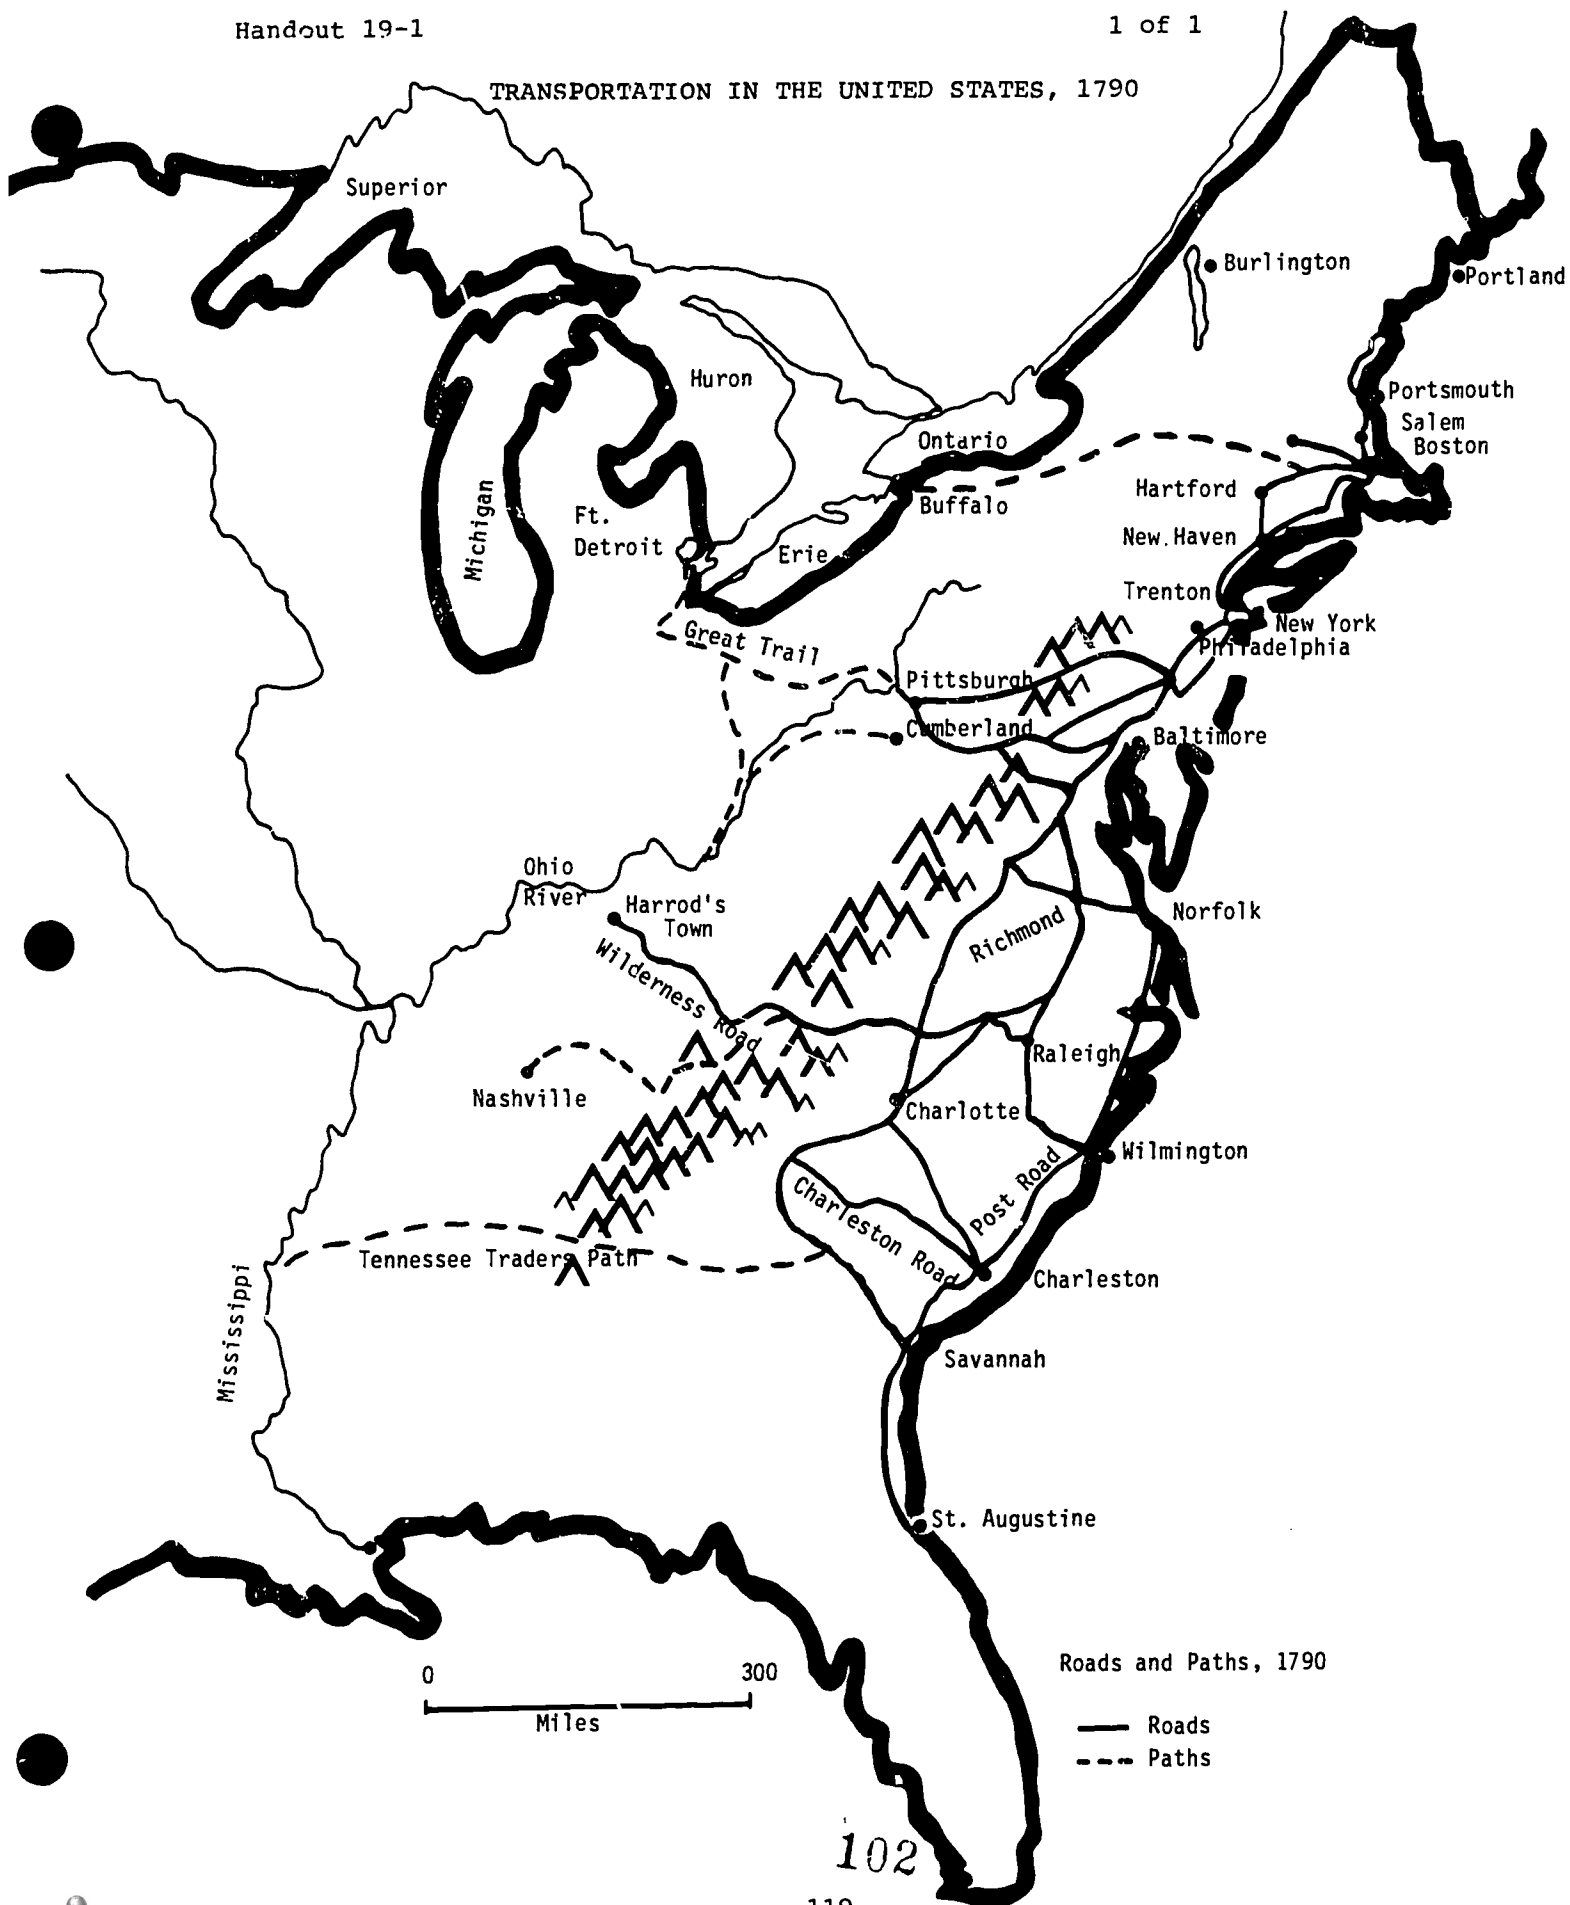 Handout 19-1
1 of 1
TRANSPORTATION IN THE UNITED STATES, 1790
Superior
Burlington
Portland
Huron
Portsmouth
Salem
Boston
Ontario
Michigan
Hartford
Buffalo
Ft.
Detroit
New.Haven
Erie
Trenton
New York
Great Trail
Philadelphia
Pittsburgh
Cumberland
Baltimore
Ohio
River
Harrod's
Town
Norfolk
Richmond
Wilderness Road
Raleigh
Nashville
Charlotte
Wilmington
Post Road
Charleston Road
Tennessee Traders Path
Charleston
Mississippi
Savannah
St. Augustine
0 300
Miles
Roads and Paths, 1790
Roads
Paths
102